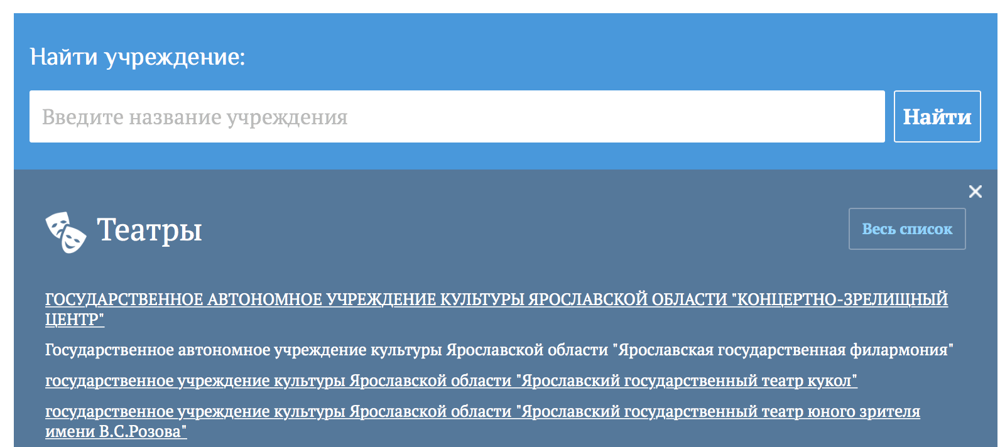 Найти учреждение:
Введите название учреждения
Найти
Театры
Весь список
ГОСУДАРСТВЕННОЕ АВТОНОМНОЕ УЧРЕЖДЕНИЕ КУЛЬТУРЫ ЯРОСЛАВСКОЙ ОБЛАСТИ "КОНЦЕРТНО-ЗРЕЛИЩНЫЙ
ЦЕНТР"
Государственное автономное учреждение культуры Ярославской области "Ярославская государственная филармония"
государственное учреждение культуры Ярославской области "Ярославский государственный театр кукол"
государственное учреждение культуры Ярославской области "Ярославский государственный театр юного зрителя
имени В.С.Розова"